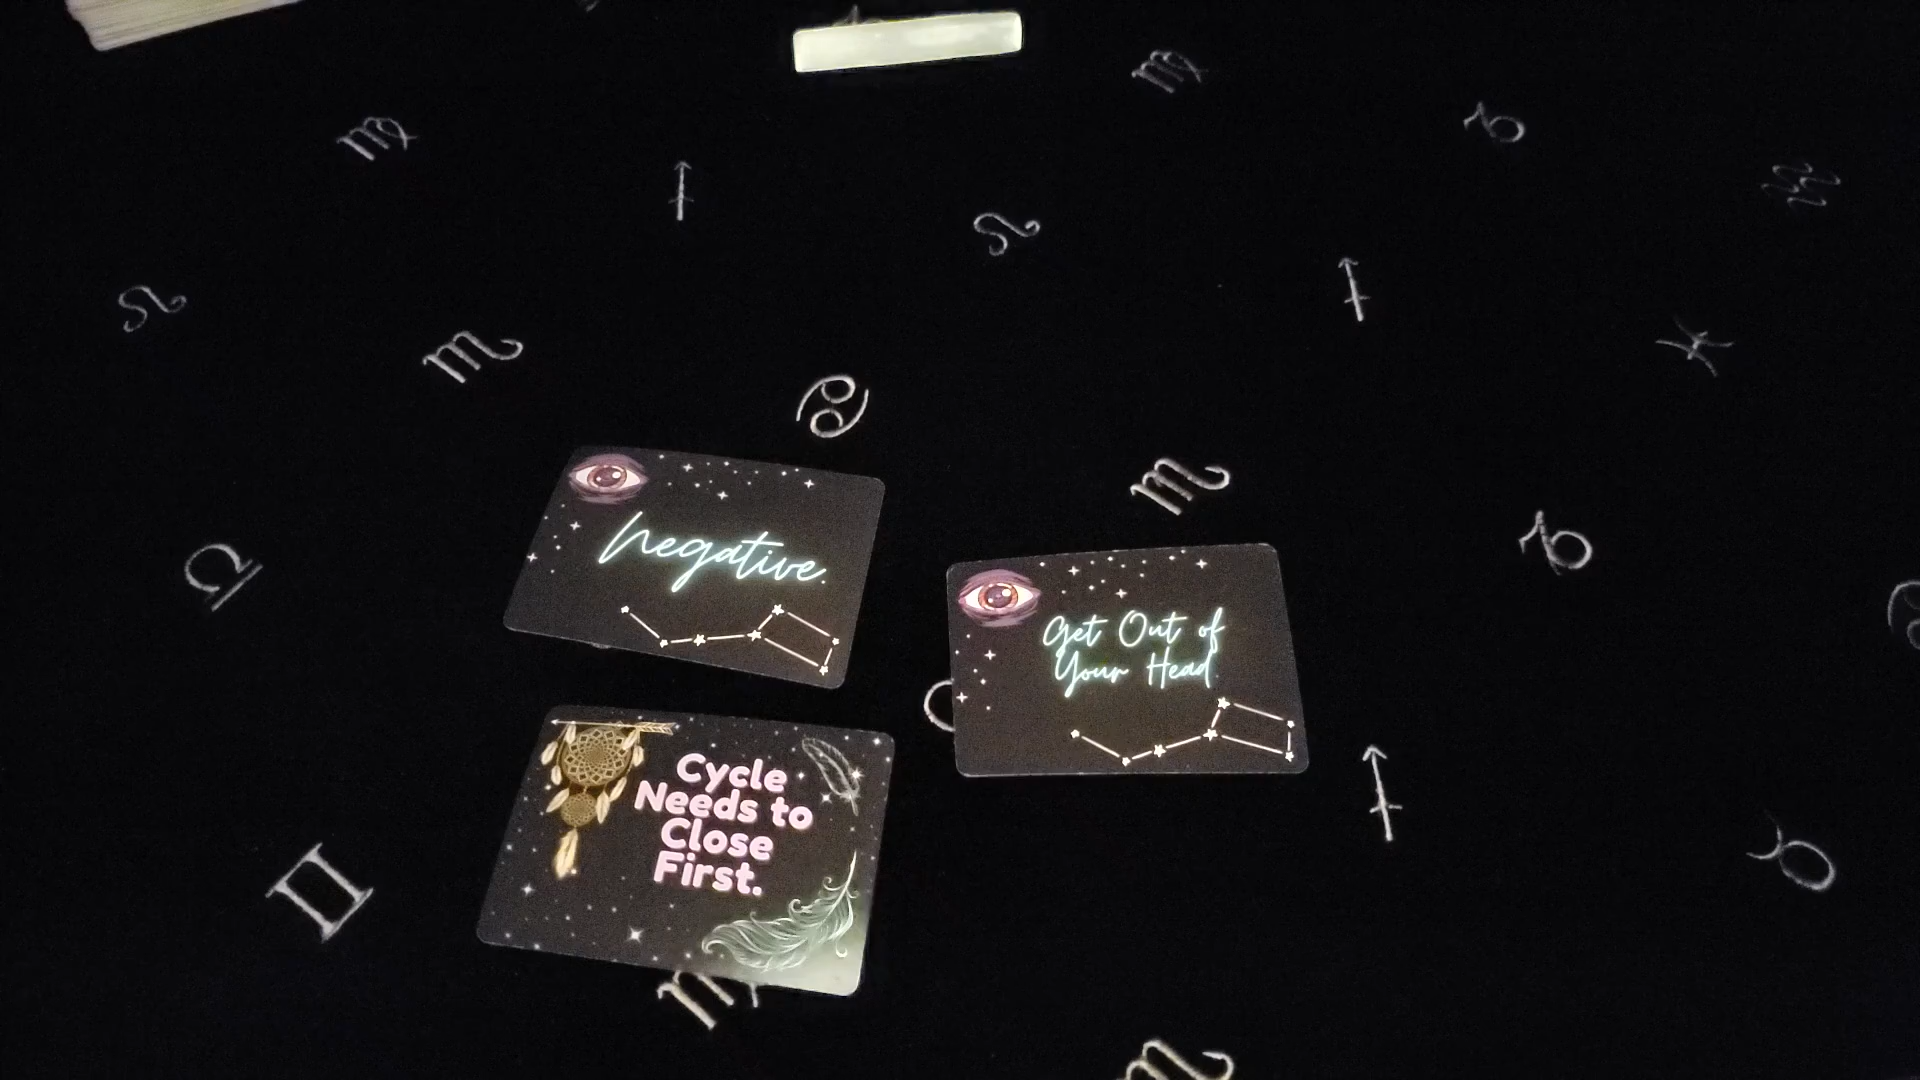 Negative.
Get Out of
Your Head.
Cycle
Needs to
Close
First.